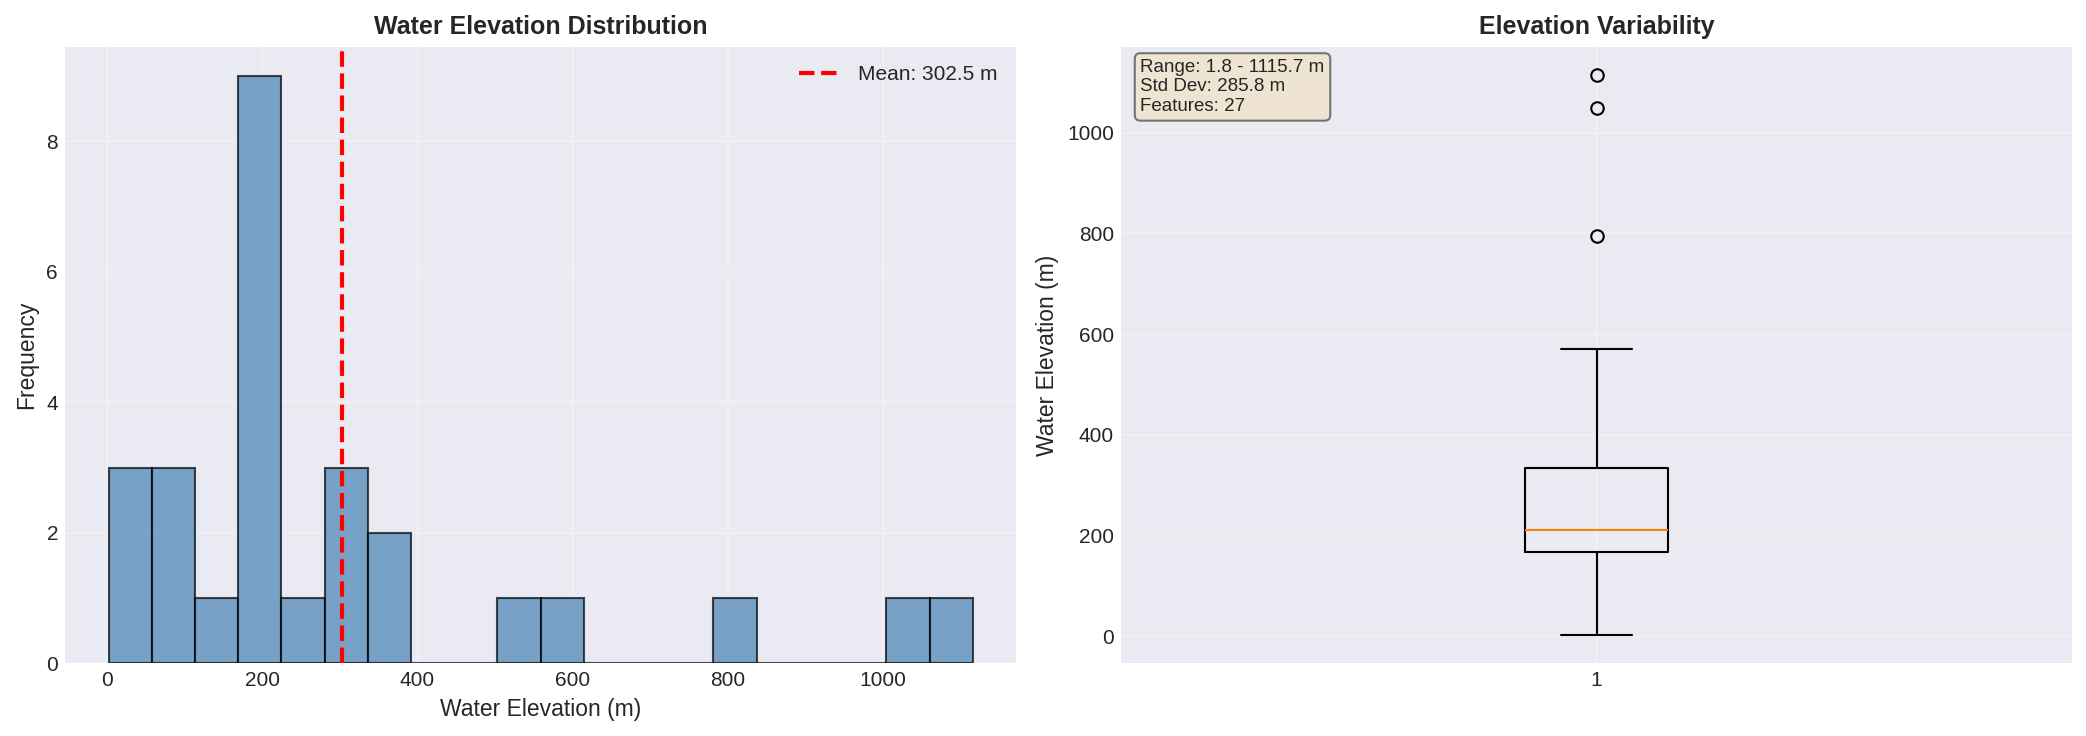 Water Elevation Distribution
Mean: 302.5 m
Frequency
8
6
4
2
0
0 200 400 600 800 1000
Water Elevation (m)
Elevation Variability
Range: 1.8 - 1115.7 m
Std Dev: 285.8 m
Features: 27
Water Elevation (m)
1000
800
600
400
200
0
1